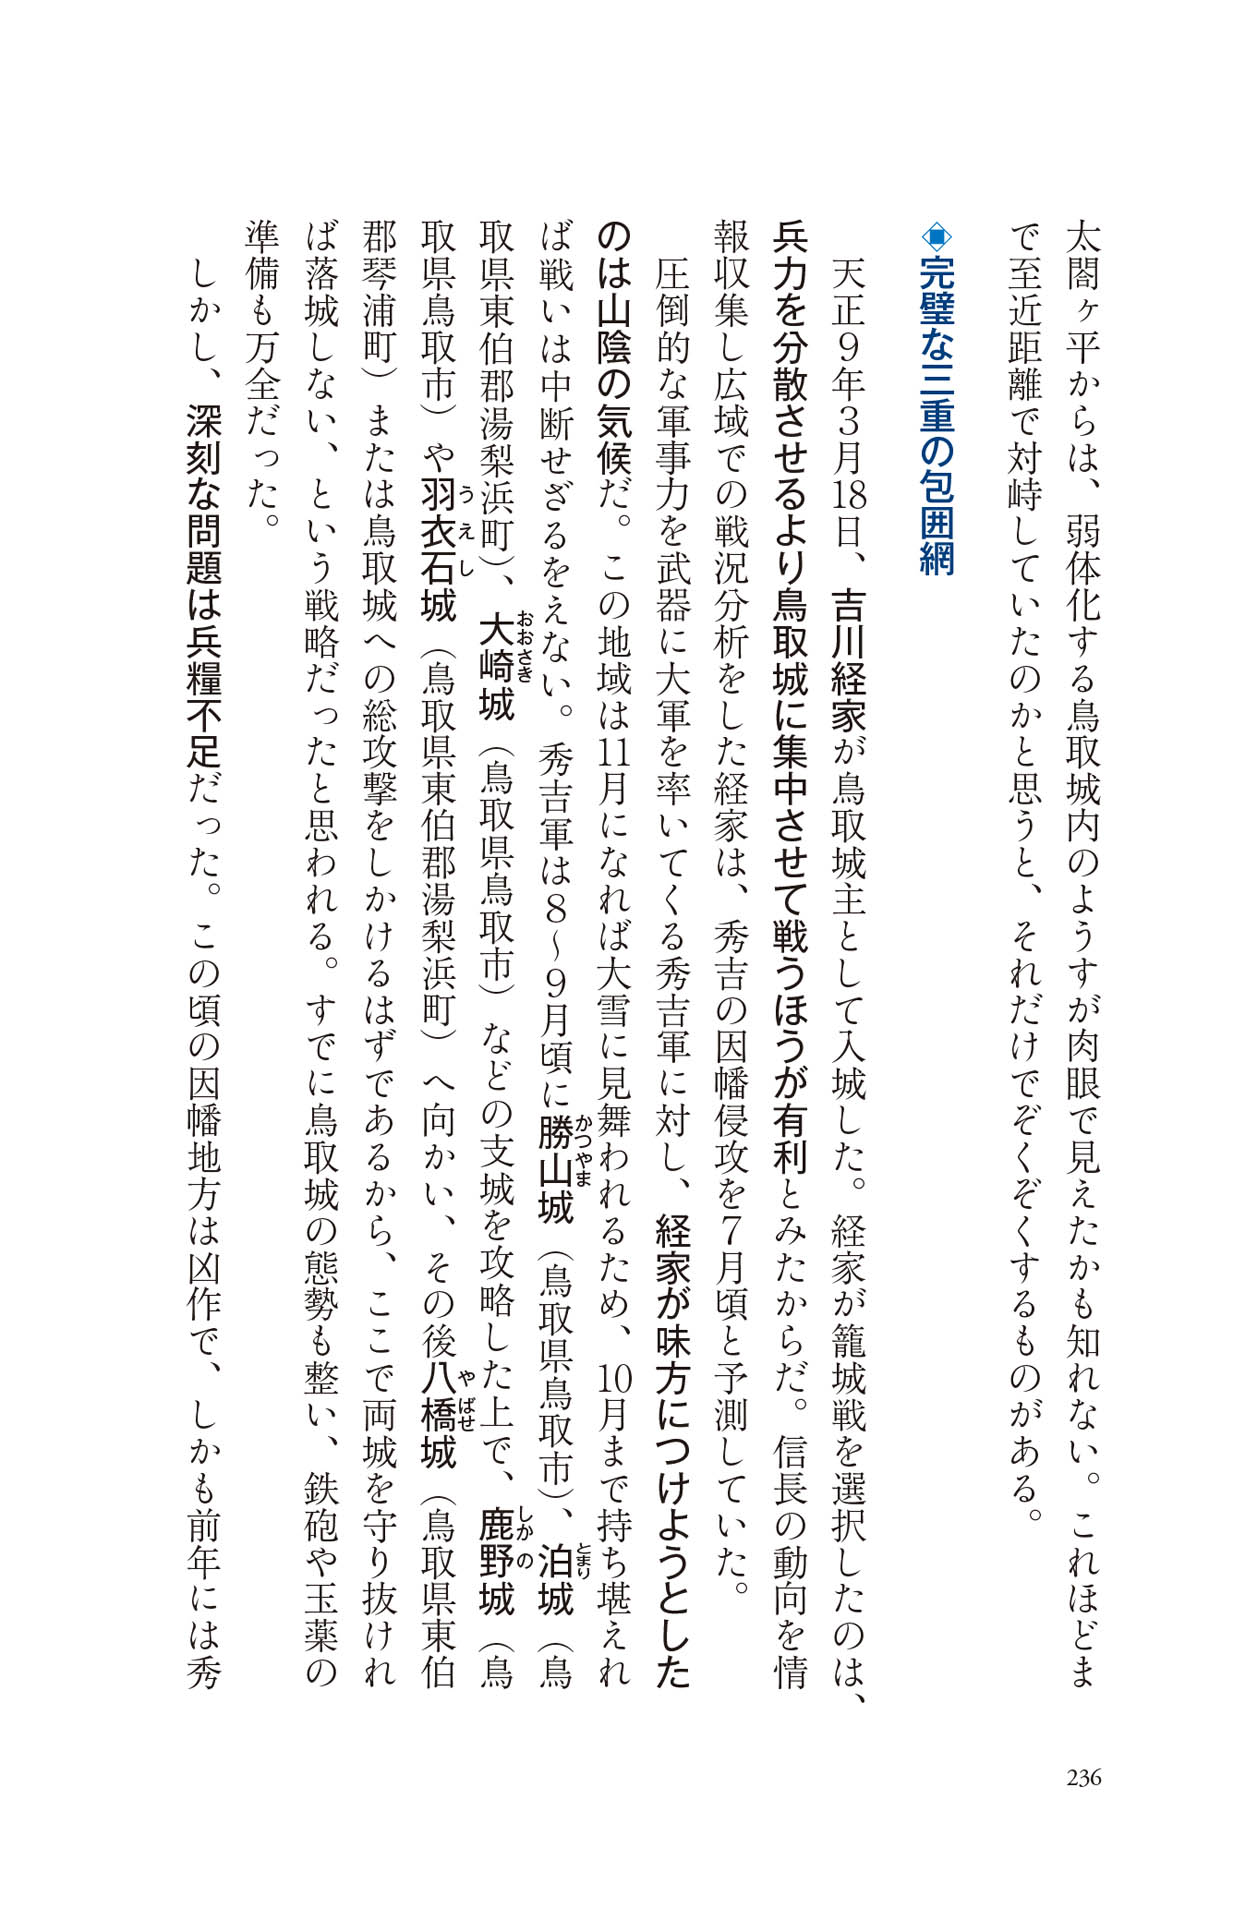 太閤ヶ平からは、弱体化する鳥取城内のようすが肉眼で見えたかも知れない。これほどま
で至近距離で対峙していたのかと思うと、それだけでぞくぞくするものがある。
◈完璧な三重の包囲網
天正9年3月18日、吉川経家が鳥取城主として入城した。経家が籠城戦を選択したのは、
兵力を分散させるより鳥取城に集中させて戦うほうが有利とみたからだ。信長の動向を情
報収集し広域での戦況分析をした経家は、秀吉の因幡侵攻を7月頃と予測していた。
圧倒的な軍事力を武器に大軍を率いてくる秀吉軍に対し、経家が味方につけようとした
のは山陰の気候だ。この地域は11月になれば大雪に見舞われるため、10月まで持ち堪えれ
ば戦いは中断せざるをえない。秀吉軍は8～9月頃に勝山城（鳥取県鳥取市）、泊城（鳥
かつやま
とまり
取県東伯郡湯梨浜町）、大崎城（鳥取県鳥取市）などの支城を攻略した上で、鹿野城（鳥
おおさき
しかの
取県鳥取市）や羽衣石城（鳥取県東伯郡湯梨浜町）へ向かい、その後八橋城（鳥取県東伯
うえし
やばせ
郡琴浦町）または鳥取城への総攻撃をしかけるはずであるから、ここで両城を守り抜けれ
ば落城しない、という戦略だったと思われる。すでに鳥取城の態勢も整い、鉄砲や玉薬の
準備も万全だった。
しかし、深刻な問題は兵糧不足だった。この頃の因幡地方は凶作で、しかも前年には秀
236